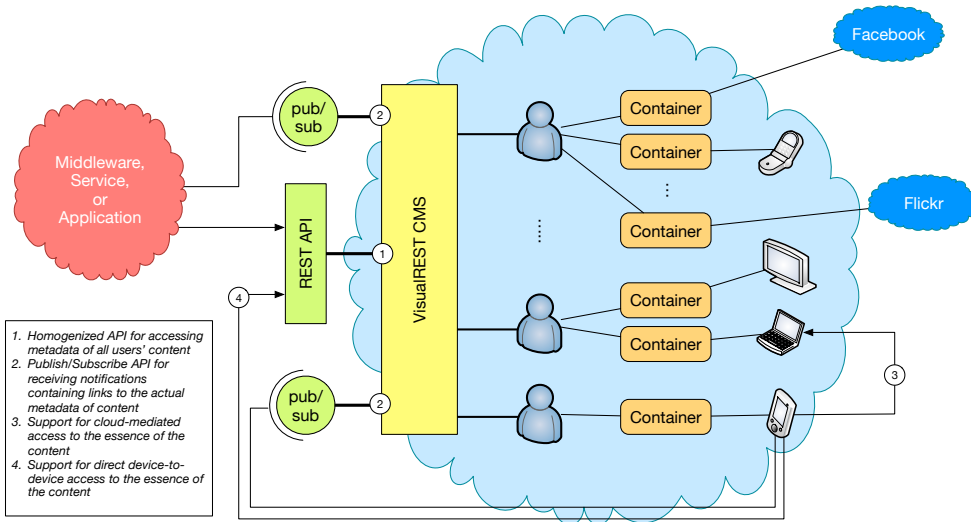 Facebook
pub/
sub
2
Container
Container
Middleware,
Service,
or
Application
...
Flickr
REST API
VisualREST CMS
Container
......
1
4
Container
Container
3
1. Homogenized API for accessing
metadata of all users' content
2. Publish/Subscribe API for
receiving notifications
containing links to the actual
metadata of content
3. Support for cloud-mediated
access to the essence of the
content
4. Support for direct device-to-
device access to the essence of
the content
pub/
sub
2
Container